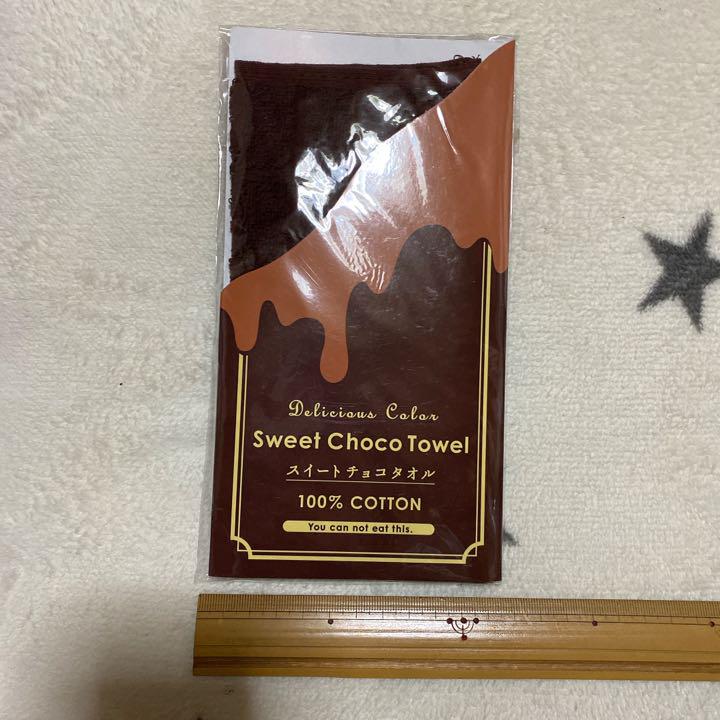 Delicious Color
Sweet Choco Towel
スイートチョコタオル
100% COTTON
You can not eat this.